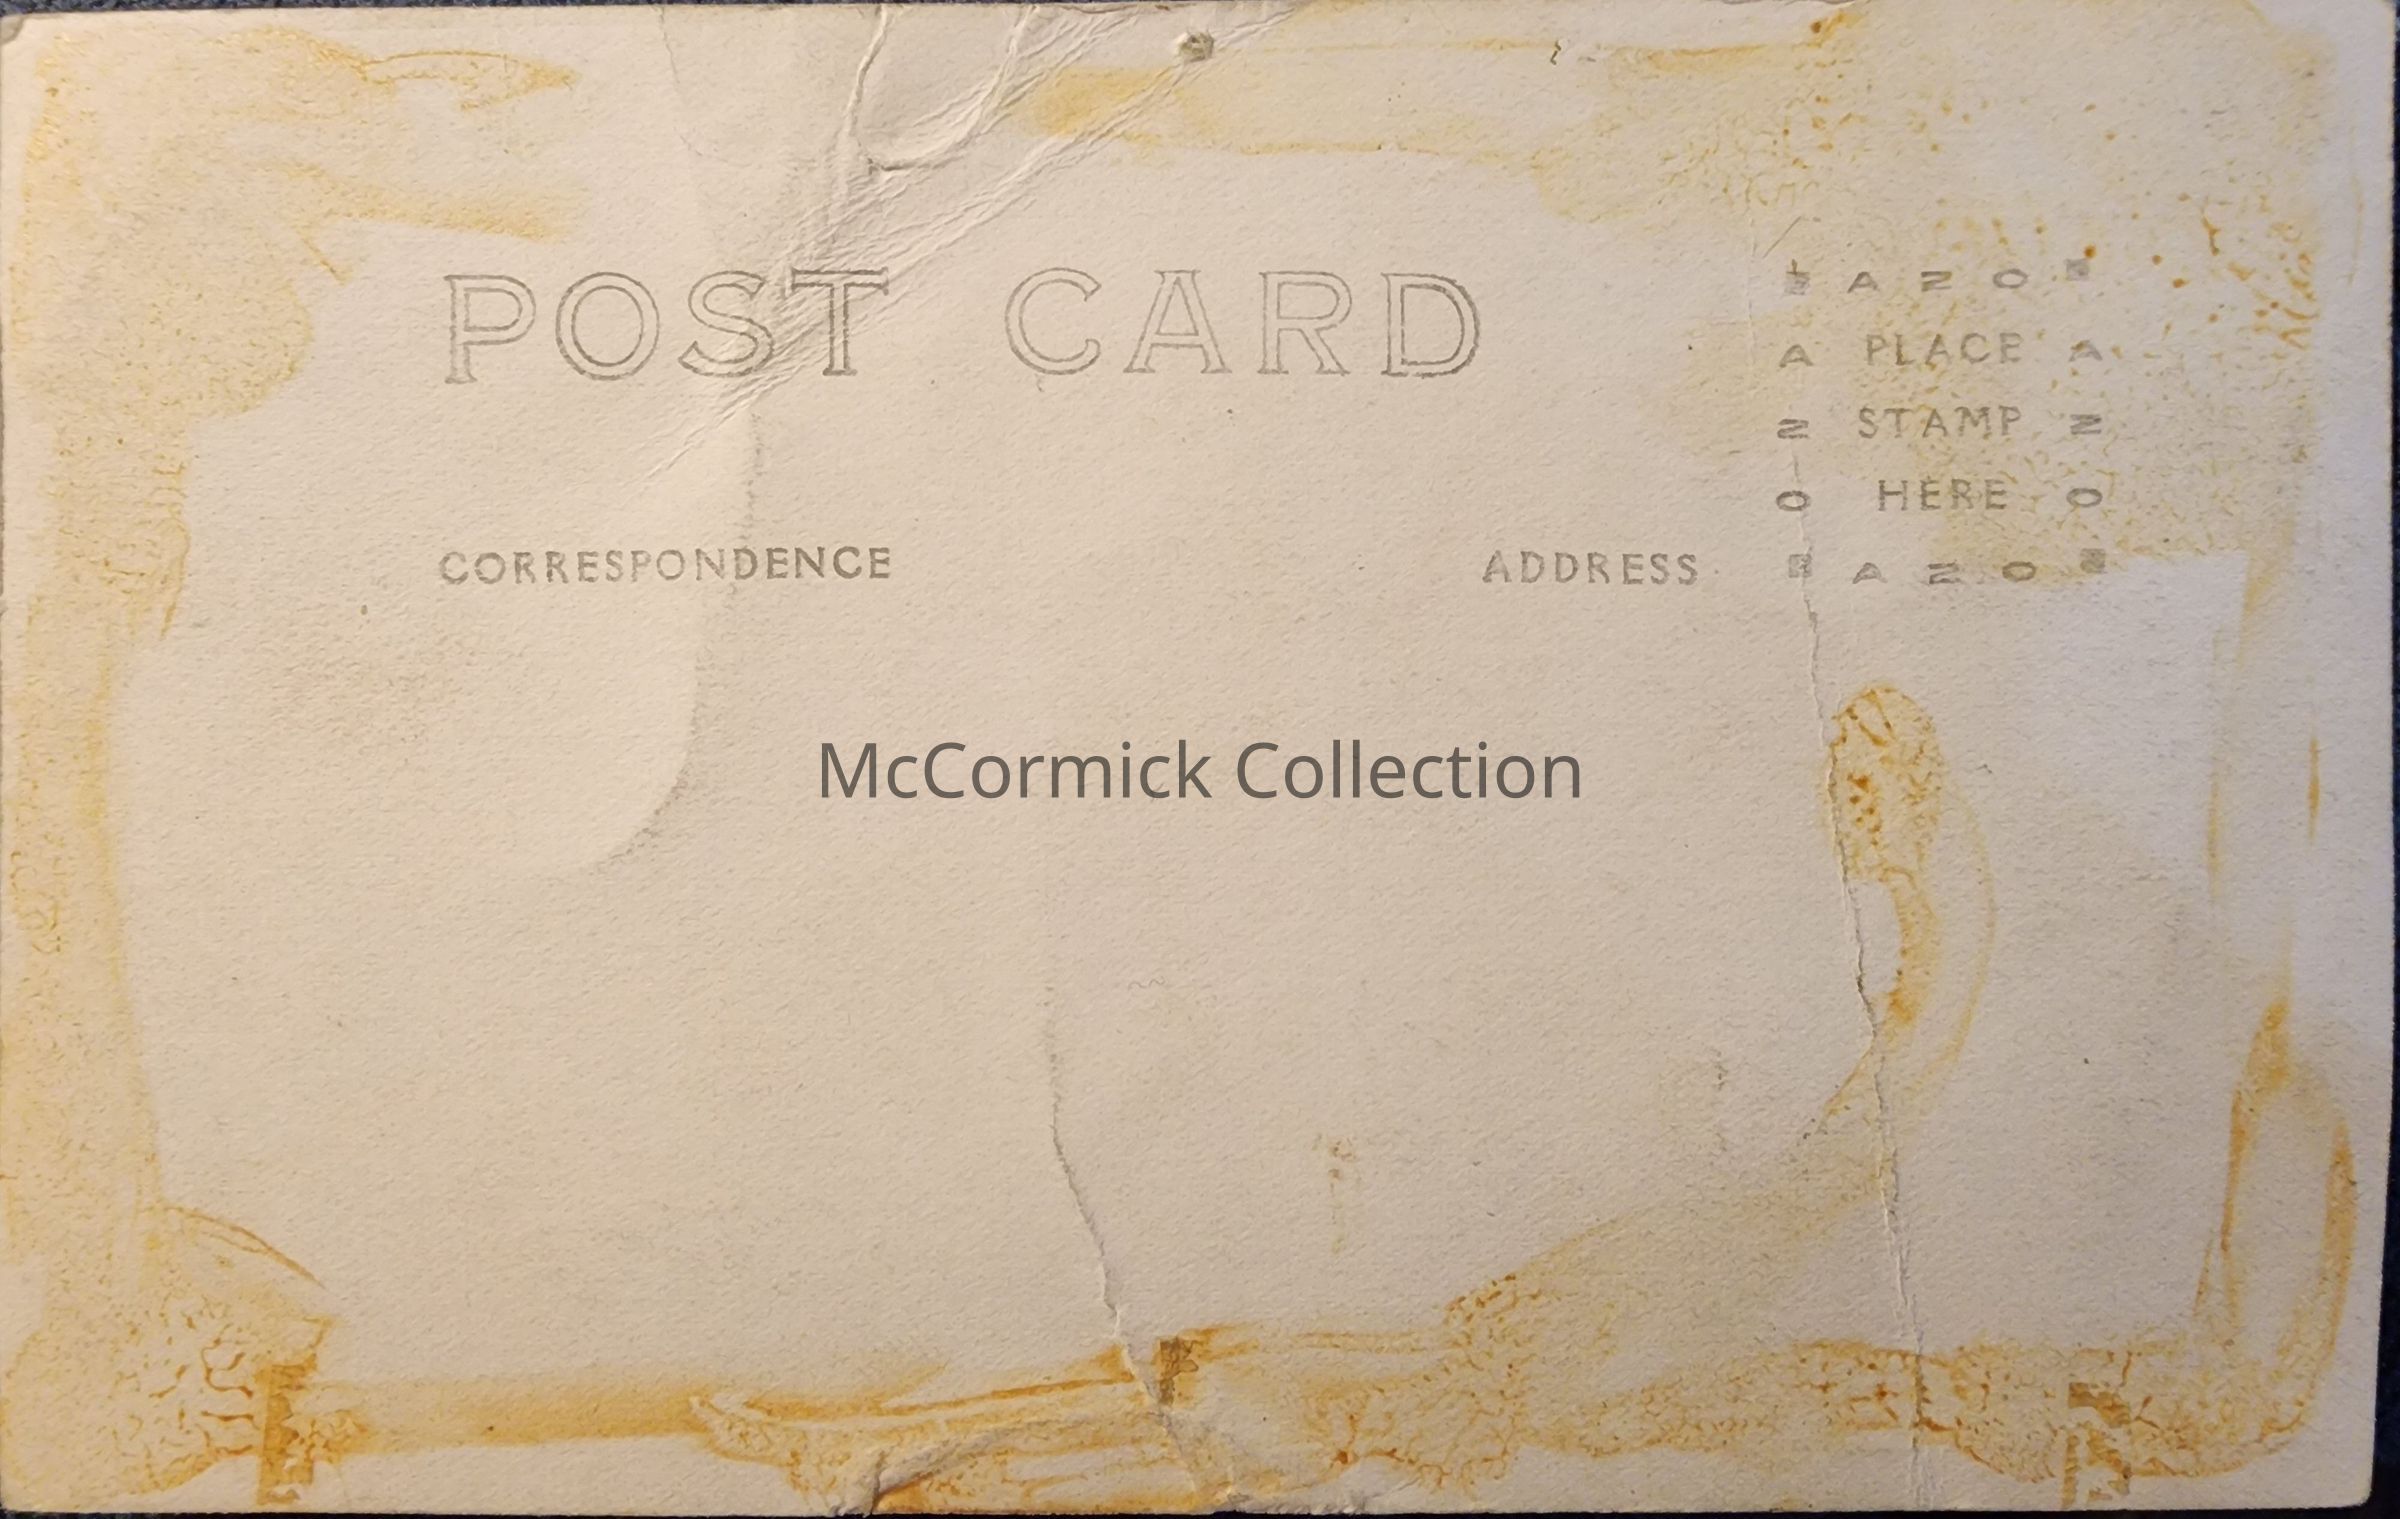 POST CARD
■ AZO ■
A PLACE A
Z STAMP Z
O HERE O
■ AZO ■
CORRESPONDENCE
ADDRESS
McCormick Collection